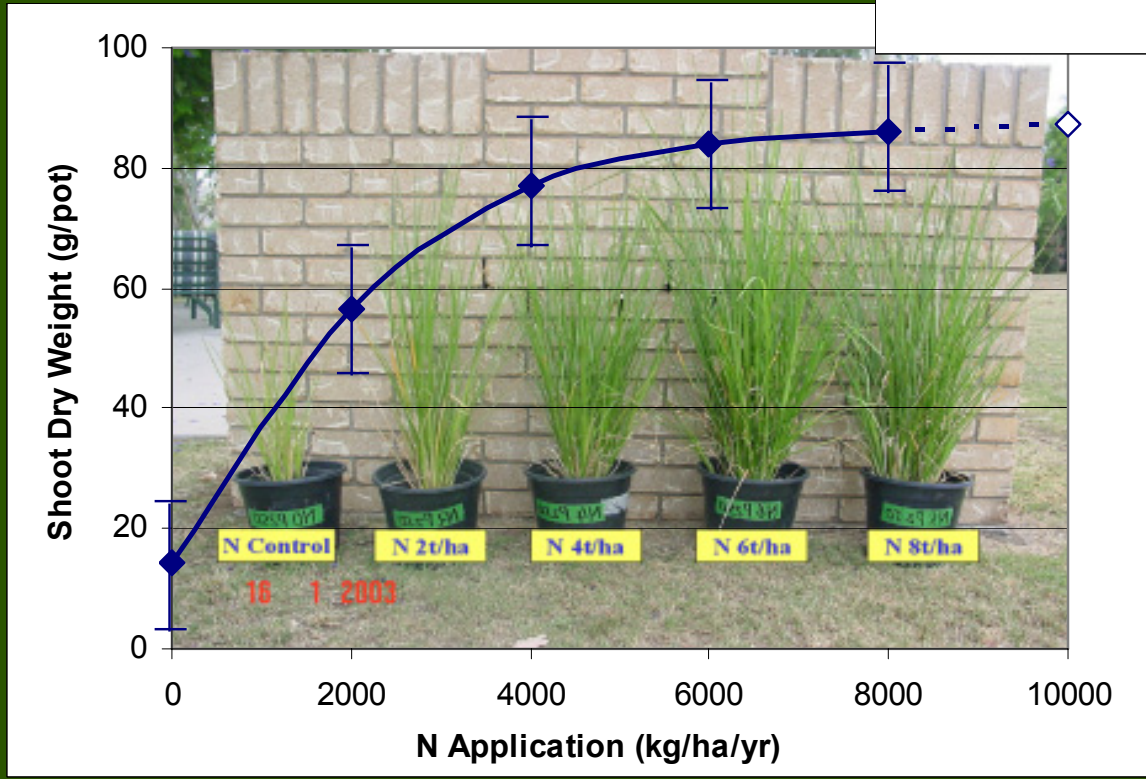 100
80
60
40
20
0
Shoot Dry Weight (g/pot)
N Control
N 2t/ha
N 4t/ha
N 6t/ha
N 8t/ha
16 1 2003
0 2000 4000 6000 8000 10000
N Application (kg/ha/yr)